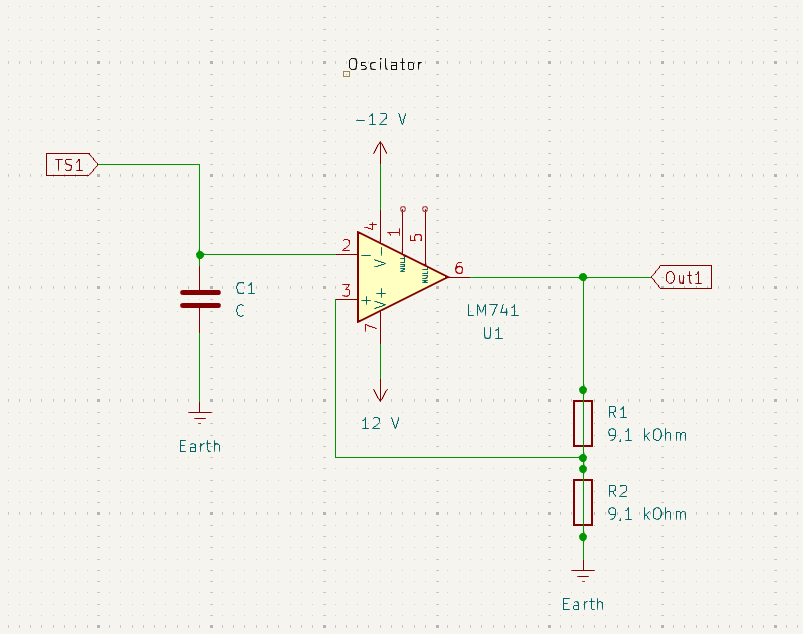 Oscilator
-12 V
TS1
4
1
5
2
-
V-
NULL
NULL
6
Out1
3
+
V+
7
C1
C
LM741
U1
12 V
Earth
R1
9,1 kOhm
R2
9,1 kOhm
Earth